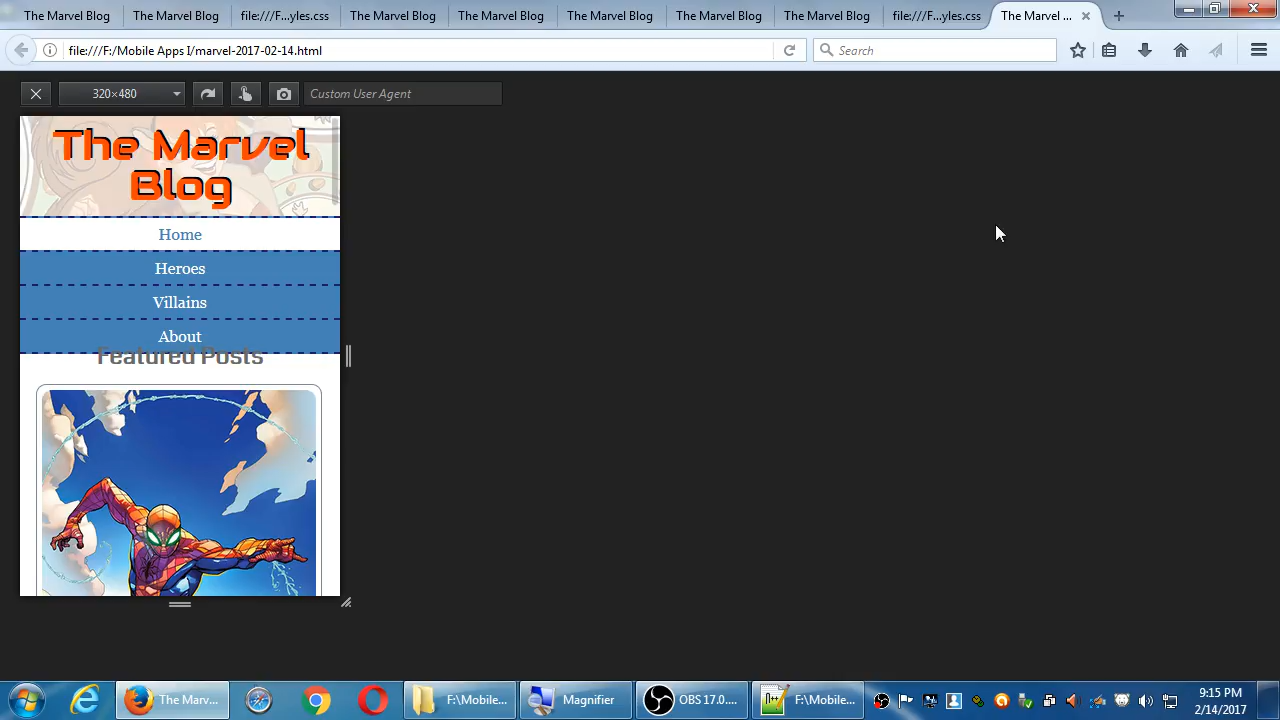 The Marvel Blog
The Marvel Blog
file:///F...yles.css
The Marvel Blog
The Marvel Blog
The Marvel Blog
The Marvel Blog
The Marvel Blog
file:///F...yles.css
The Marvel ...
file:///F:/Mobile Apps I/marvel-2017-02-14.html
Search
320×480
Custom User Agent
The Marvel
Blog
Home
Heroes
Villains
About
Featured Posts
The Marv...
F:\Mobile...
Magnifier
OBS 17.0....
F:\Mobile...
9:15 PM
2/14/2017